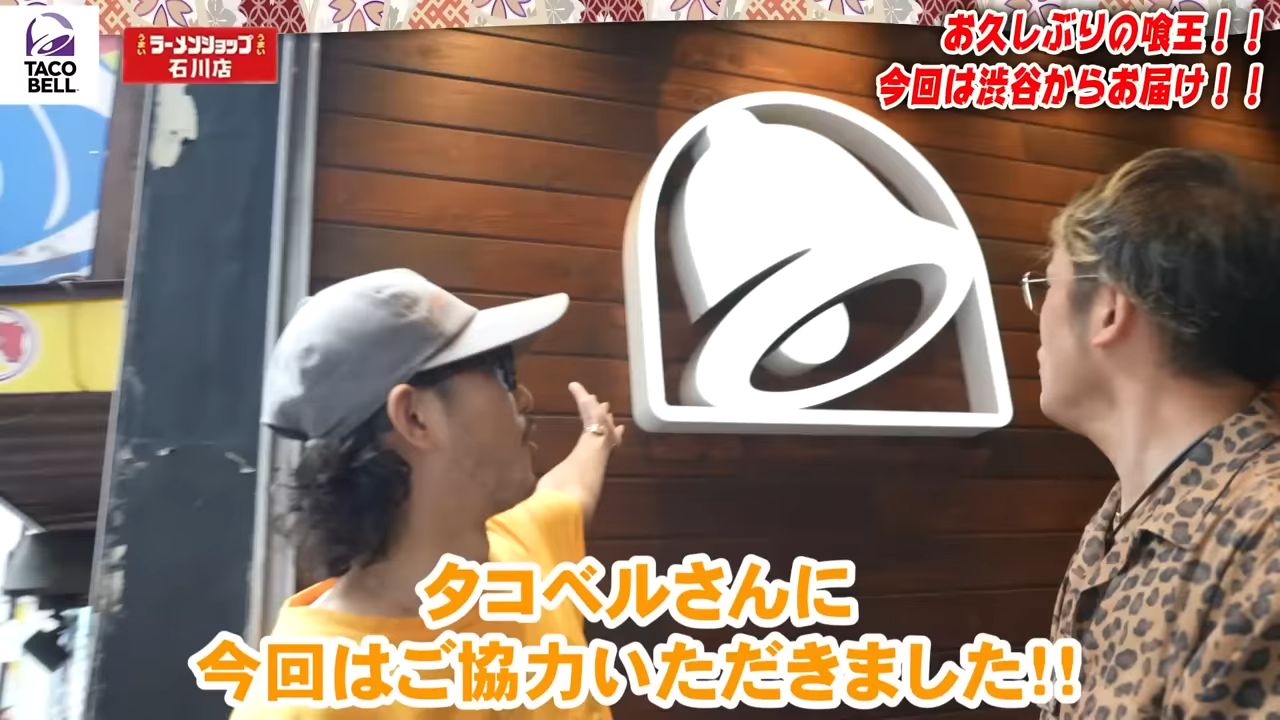 TACO
BELL
うまい ラーメンショップ うまい
石川店
お久しぶりの喰王！！
今回は渋谷からお届け！！
タコベルさんに
今回はご協力いただきました!!